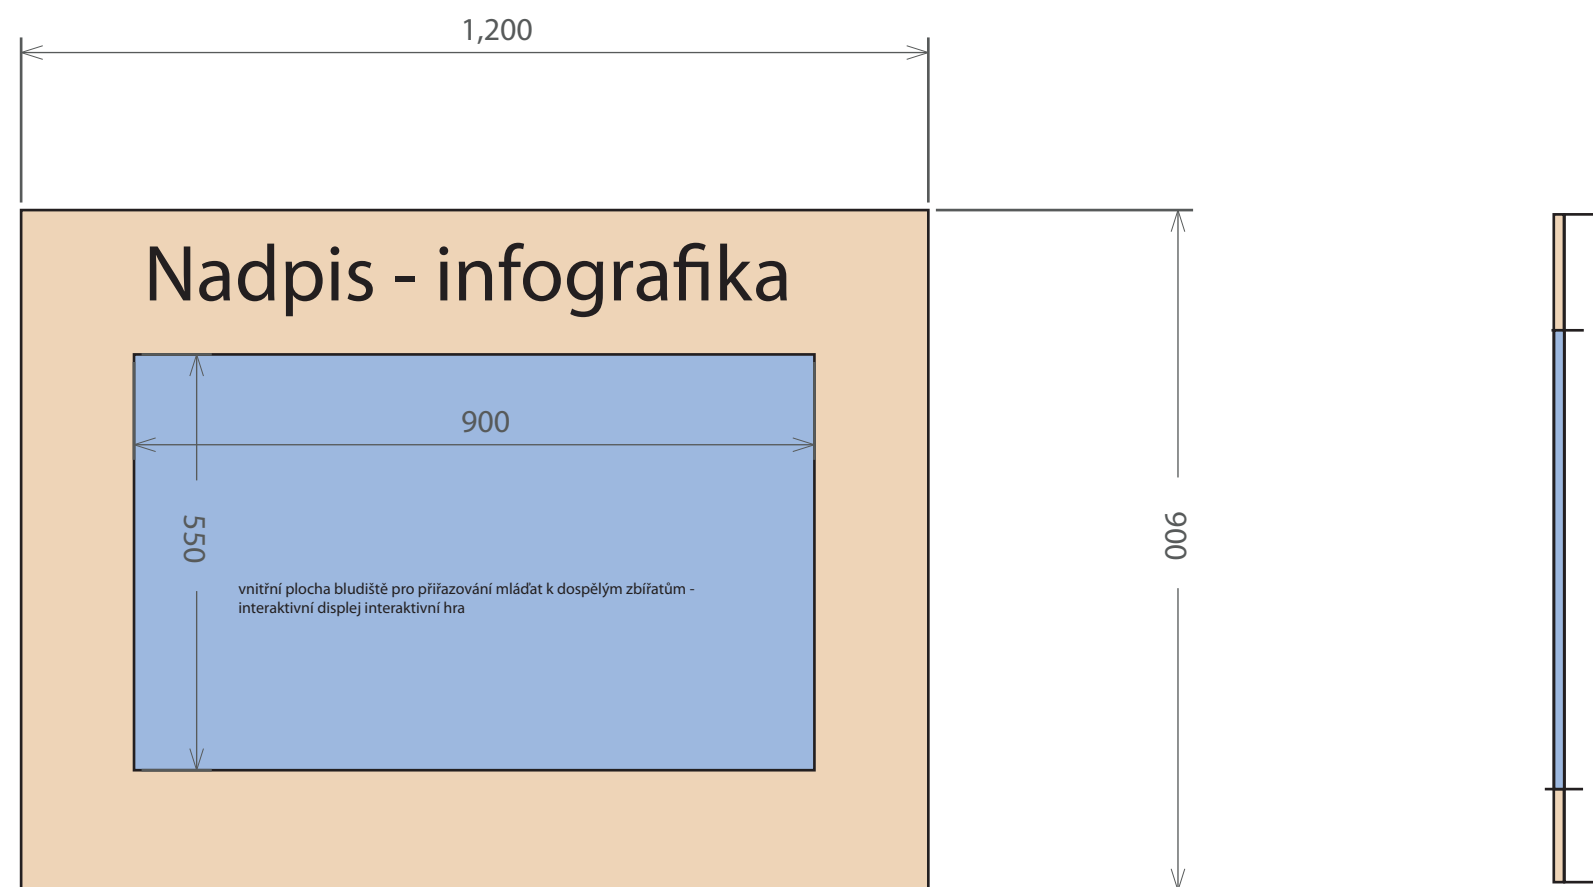 1,200
Nadpis - infografika
900
550
900
vnitřní plocha bludiště pro přiřazování mláďat k dospělým zbířatům -
interaktivní displej interaktivní hra